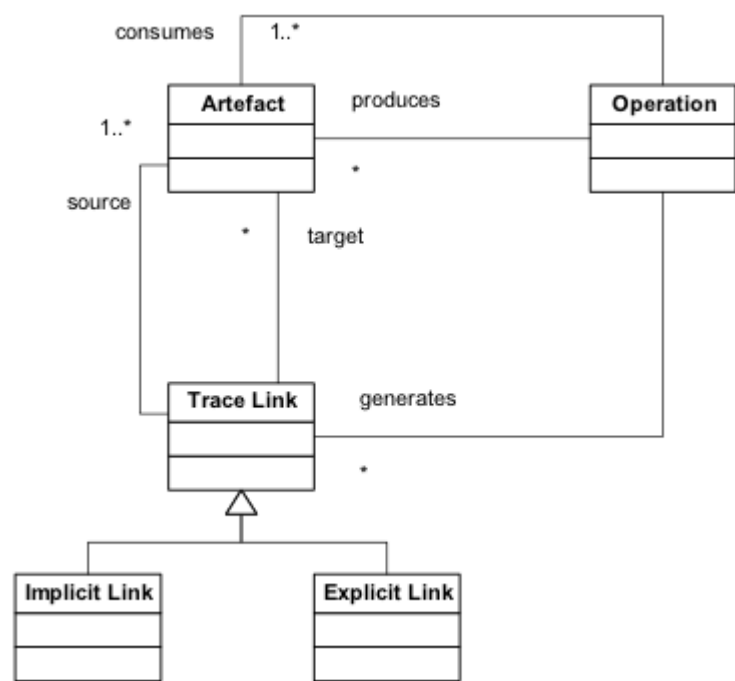 consumes 1..*
Artefact produces Operation
1..*
*
source
* target
Trace Link generates
*
Implicit Link Explicit Link